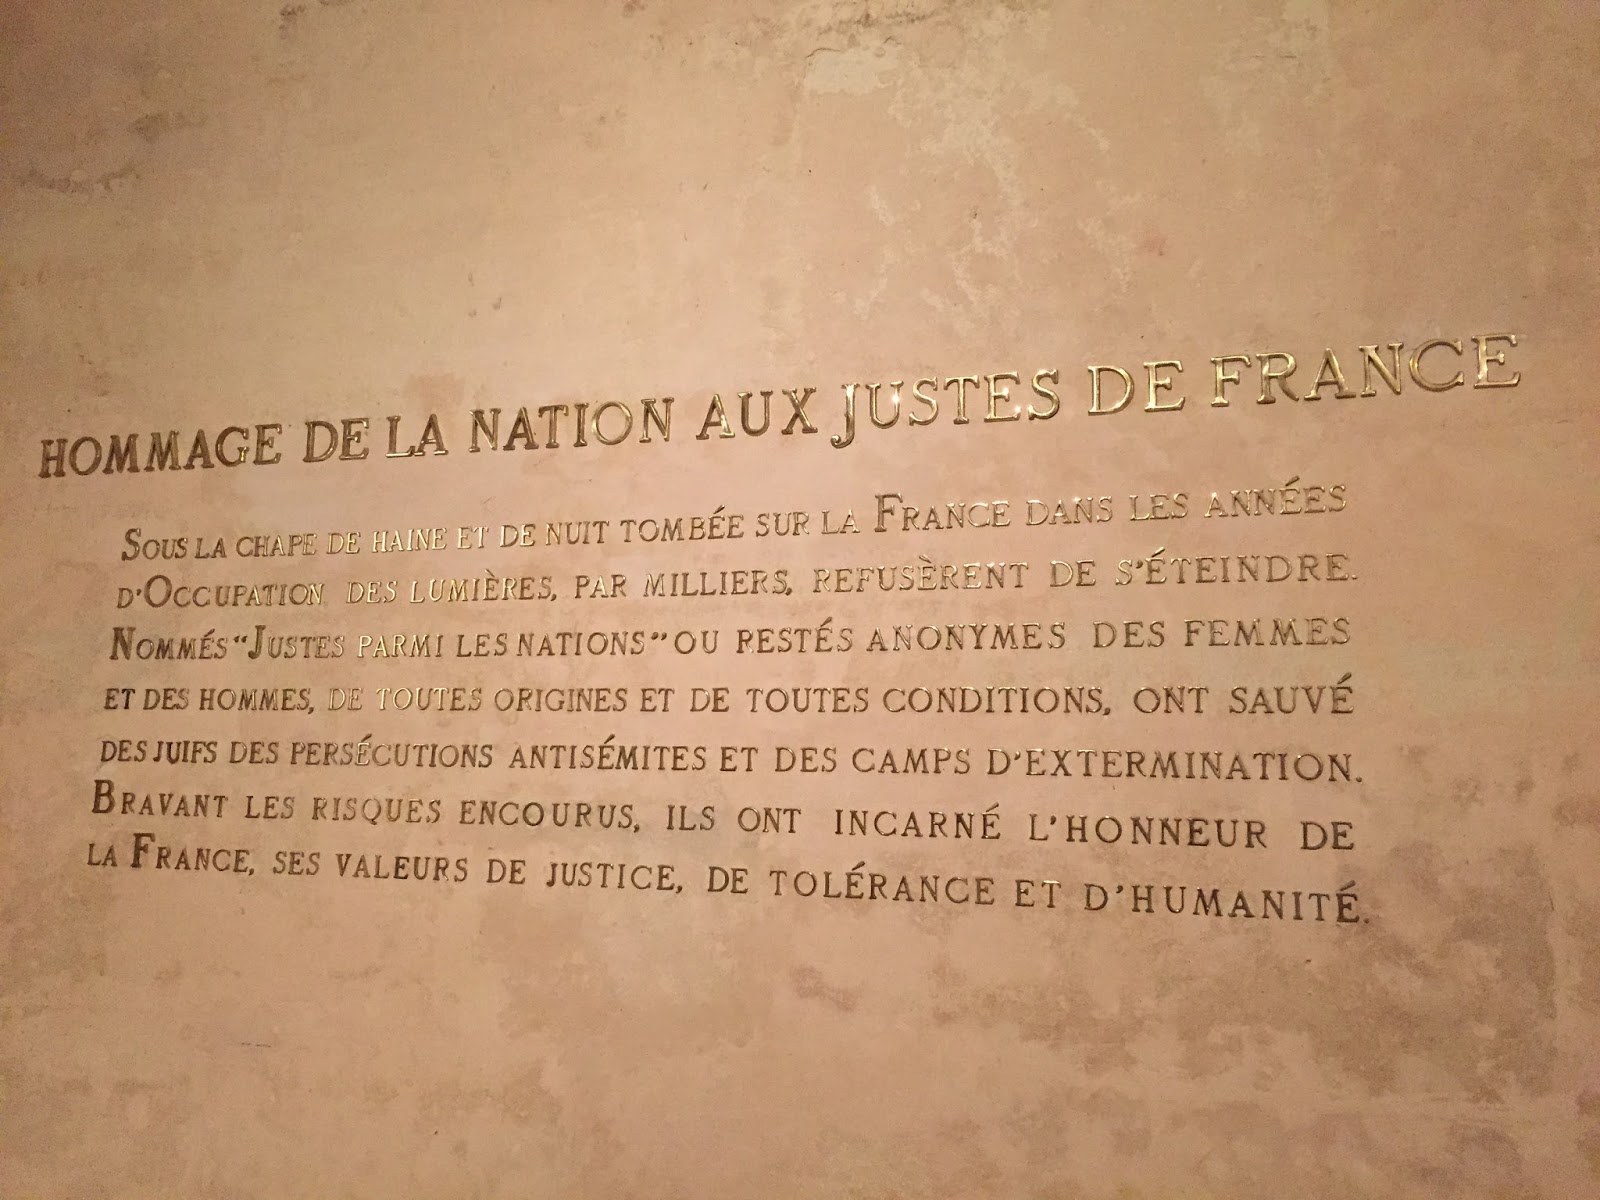 HOMMAGE DE LA NATION AUX JUSTES DE FRANCE
SOUS LA CHAPE DE HAINE ET DE NUIT TOMBÉE SUR LA FRANCE DANS LES ANNÉES
D'OCCUPATION DES LUMIÈRES, PAR MILLIERS, REFUSÈRENT DE S'ÉTEINDRE.
NOMMÉS "JUSTES PARMI LES NATIONS" OU RESTÉS ANONYMES DES FEMMES
ET DES HOMMES, DE TOUTES ORIGINES ET DE TOUTES CONDITIONS, ONT SAUVÉ
DES JUIFS DES PERSÉCUTIONS ANTISÉMITES ET DES CAMPS D'EXTERMINATION.
BRAVANT LES RISQUES ENCOURUS, ILS ONT INCARNÉ L'HONNEUR DE
LA FRANCE, SES VALEURS DE JUSTICE, DE TOLÉRANCE ET D'HUMANITÉ.